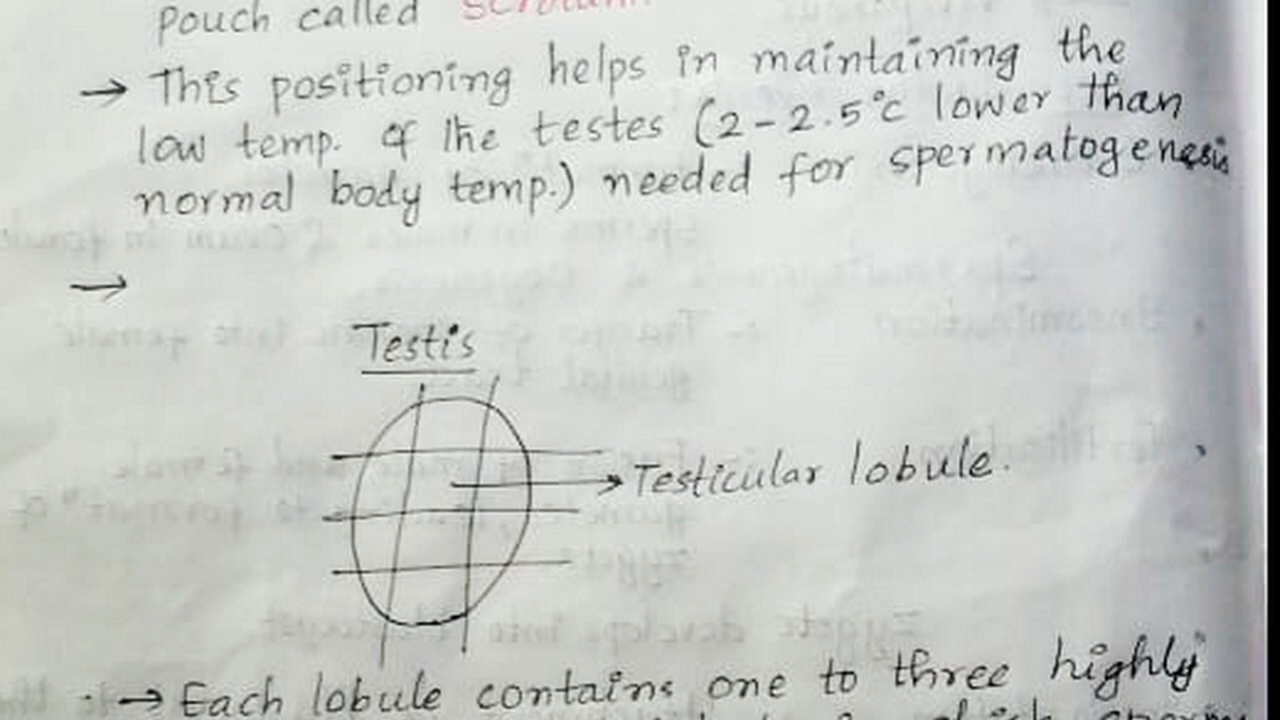 pouch called scrotum.
→ This positioning helps in maintaining the
low temp. of the testes (2-2.5°c lower than
normal body temp.) needed for spermatogenesis
→
Testis
→ Testicular lobule.
→ Each lobule contains one to three highly